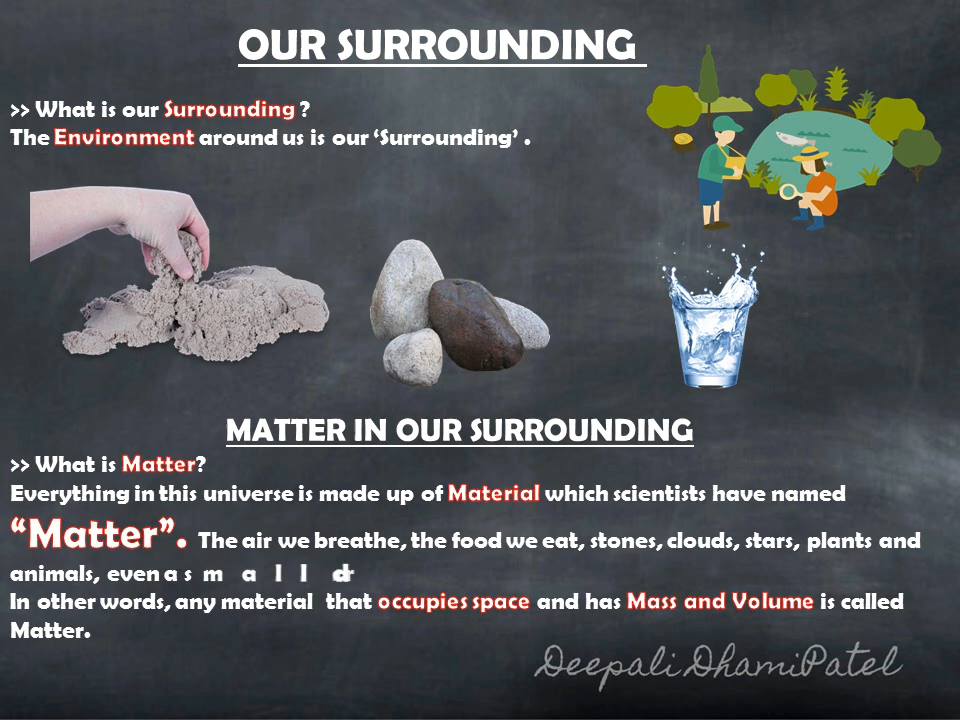 OUR SURROUNDING
>> What is our Surrounding ?
The Environment around us is our ‘Surrounding’ .
MATTER IN OUR SURROUNDING
>> What is Matter?
Everything in this universe is made up of Material which scientists have named
“Matter”. The air we breathe, the food we eat, stones, clouds, stars, plants and
animals, even a s m a l l
In other words, any material that occupies space and has Mass and Volume is called
Matter.
Deepali DhamiPatel